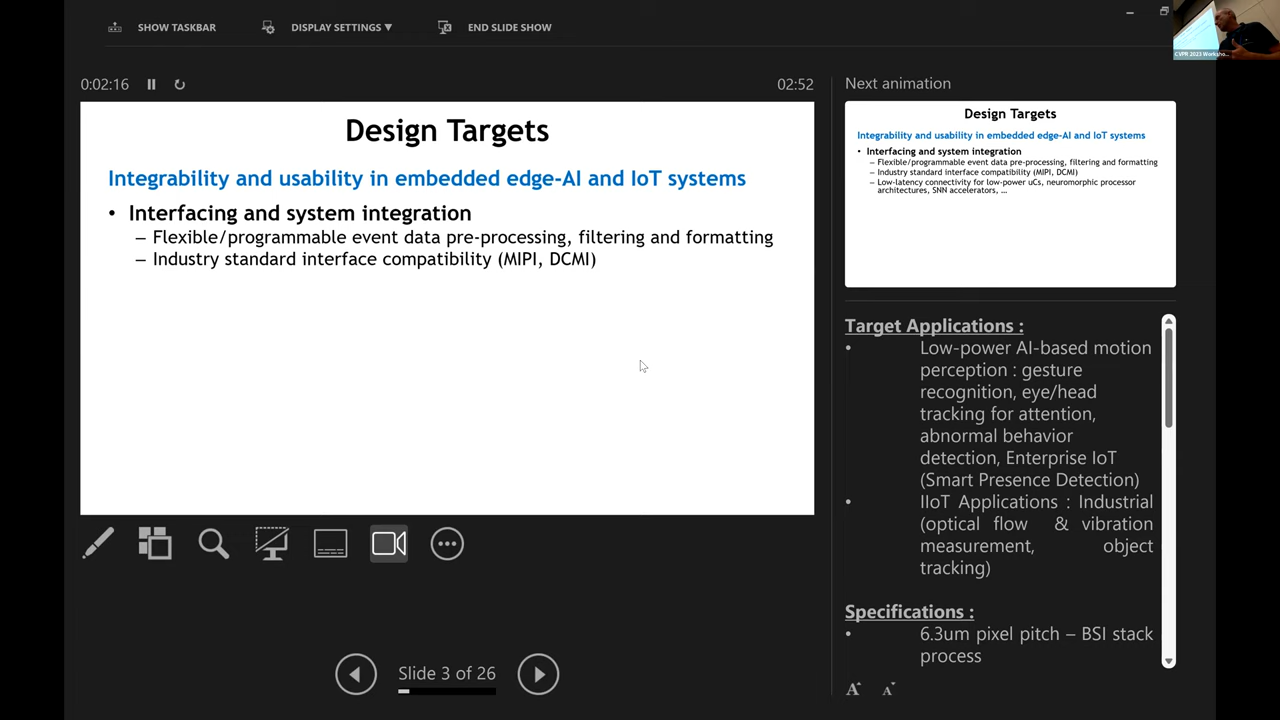 SHOW TASKBAR
DISPLAY SETTINGS ▼
END SLIDE SHOW
CVPR 2023 Worksho...
0:02:16
02:52
Design Targets
Integrability and usability in embedded edge-AI and IoT systems
• Interfacing and system integration
– Flexible/programmable event data pre-processing, filtering and formatting
– Industry standard interface compatibility (MIPI, DCMI)
Slide 3 of 26
Next animation
Design Targets
Integrability and usability in embedded edge-AI and IoT systems
• Interfacing and system integration
– Flexible/programmable event data pre-processing, filtering and formatting
– Industry standard interface compatibility (MIPI, DCMI)
– Low-latency connectivity for low-power uCs, neuromorphic processor
architectures, SNN accelerators, …
Target Applications :
• Low-power AI-based motion
perception : gesture
recognition, eye/head
tracking for attention,
abnormal behavior
detection, Enterprise IoT
(Smart Presence Detection)
• IIoT Applications : Industrial
(optical flow & vibration
measurement, object
tracking)
Specifications :
• 6.3um pixel pitch – BSI stack
process
A A